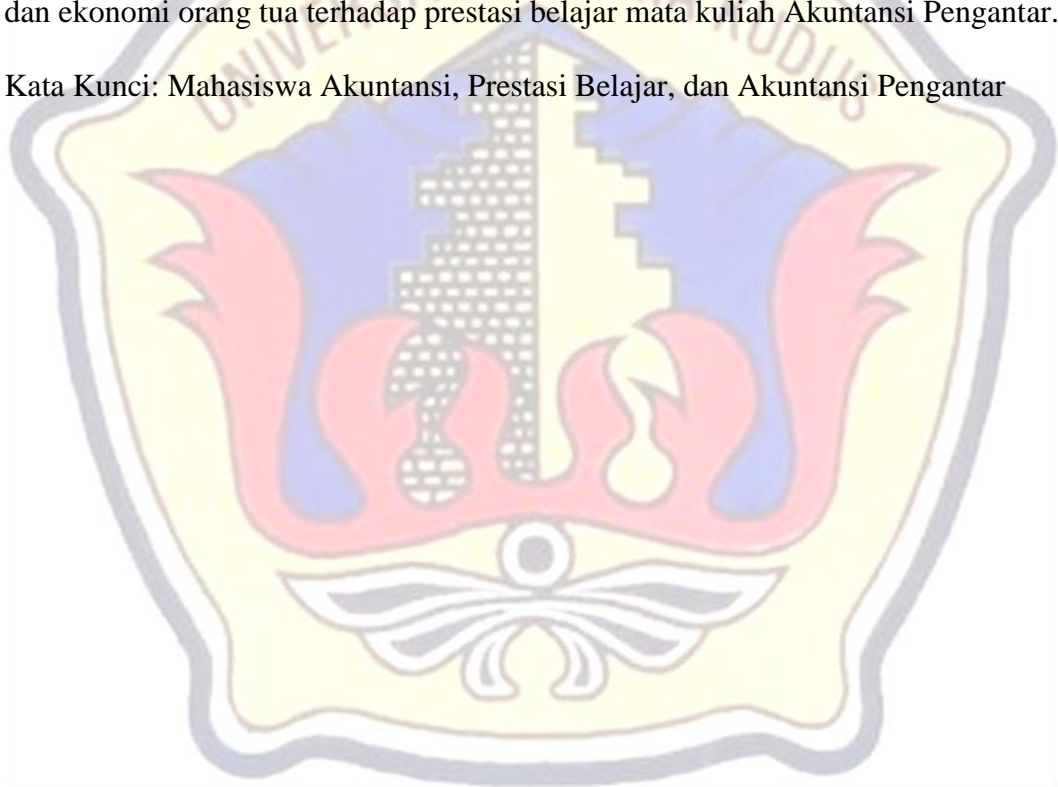 dan ekonomi orang tua terhadap prestasi belajar mata kuliah Akuntansi Pengantar.
Kata Kunci: Mahasiswa Akuntansi, Prestasi Belajar, dan Akuntansi Pengantar